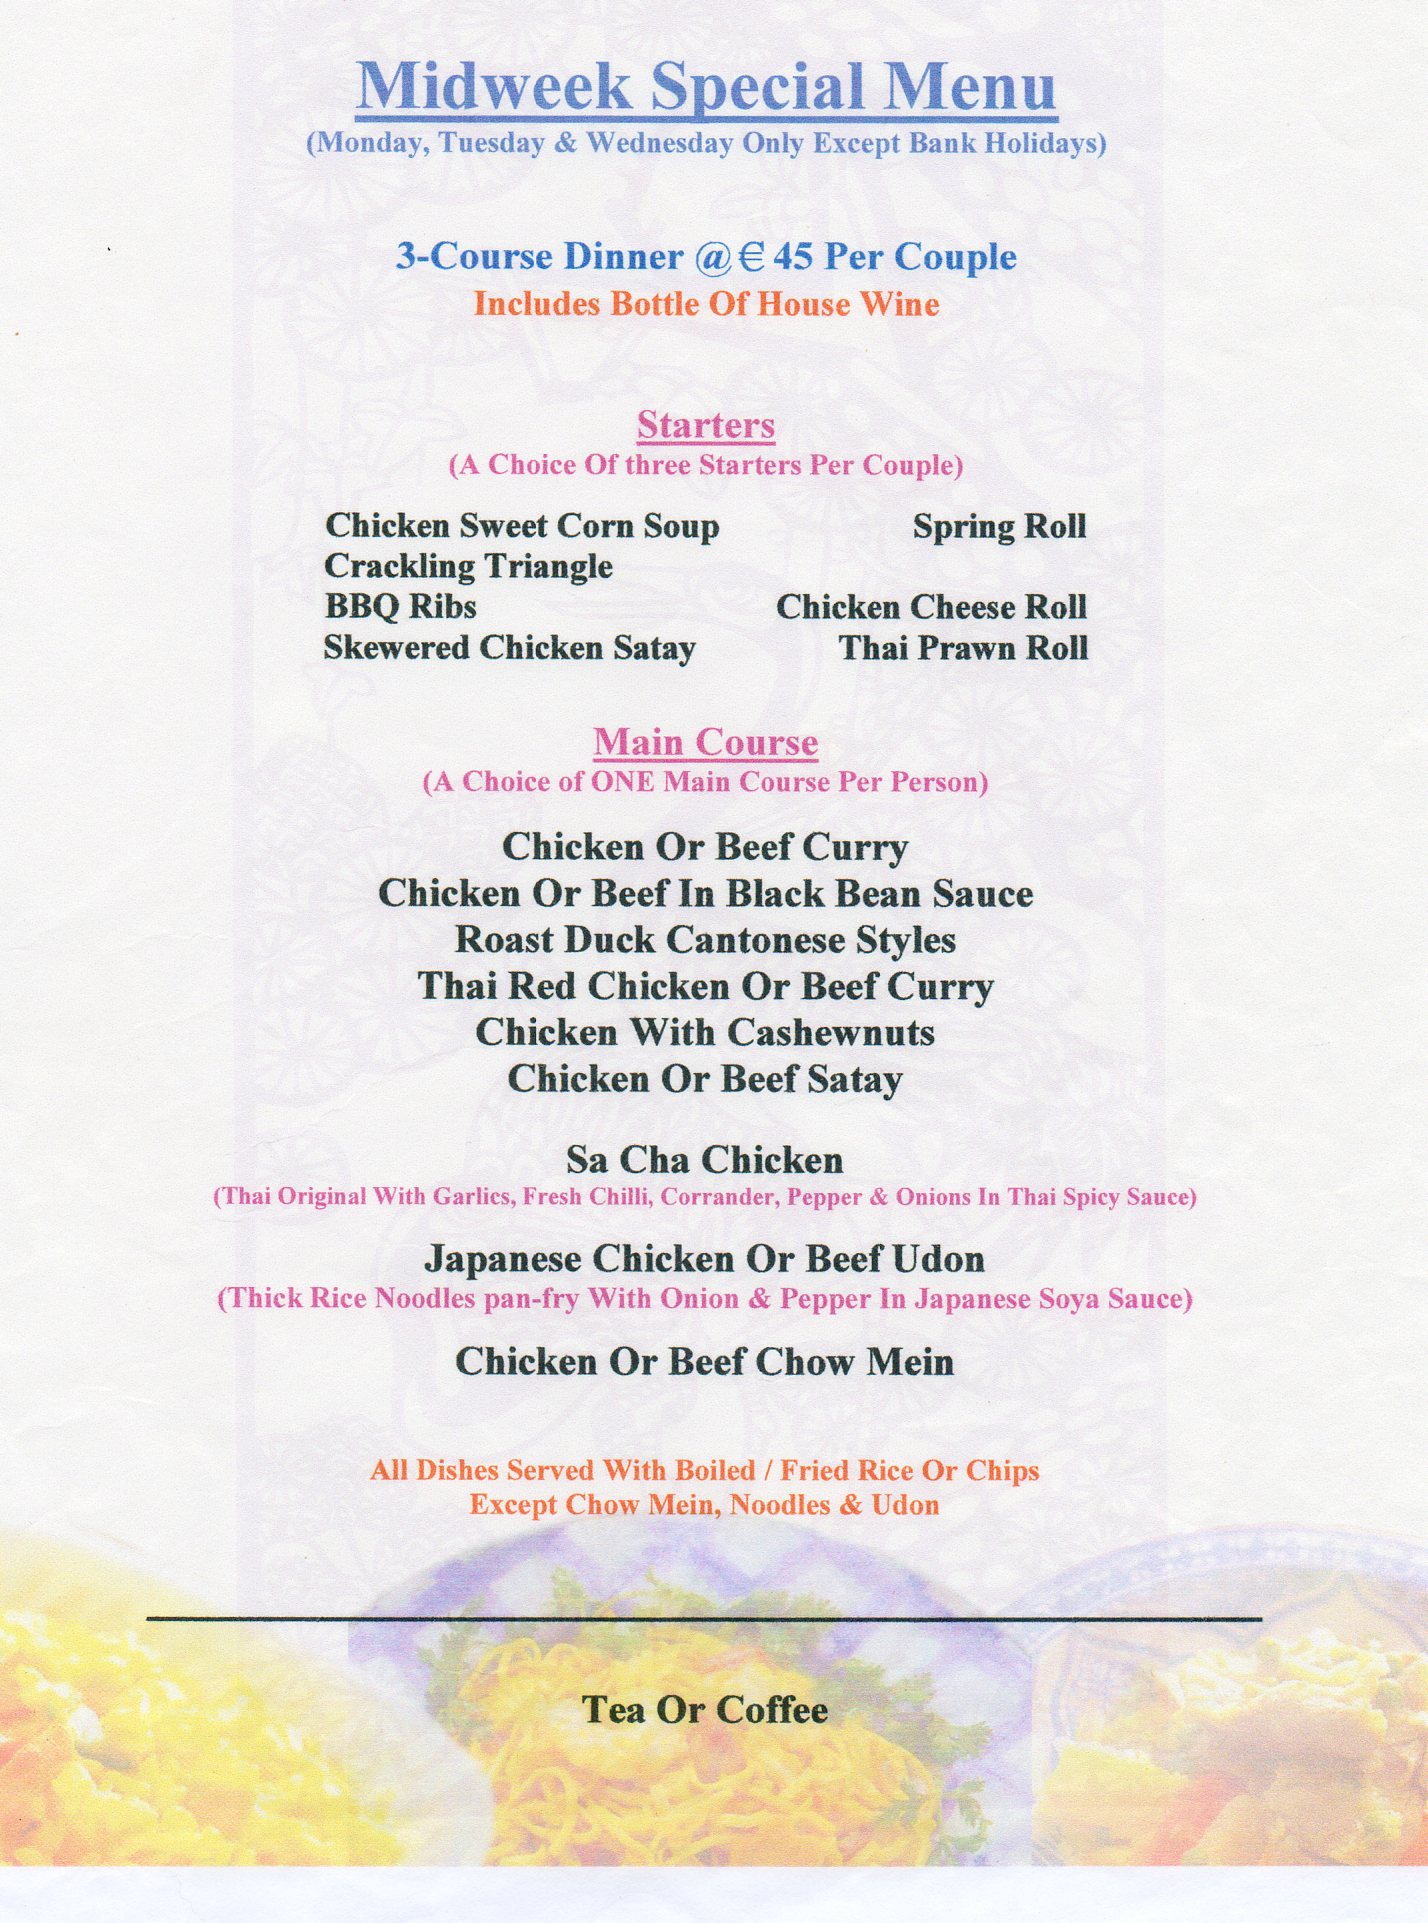 Midweek Special Menu
(Monday, Tuesday & Wednesday Only Except Bank Holidays)
3-Course Dinner @ € 45 Per Couple
Includes Bottle Of House Wine
Starters
(A Choice Of three Starters Per Couple)
Chicken Sweet Corn Soup Spring Roll
Crackling Triangle
BBQ Ribs Chicken Cheese Roll
Skewered Chicken Satay Thai Prawn Roll
Main Course
(A Choice of ONE Main Course Per Person)
Chicken Or Beef Curry
Chicken Or Beef In Black Bean Sauce
Roast Duck Cantonese Styles
Thai Red Chicken Or Beef Curry
Chicken With Cashewnuts
Chicken Or Beef Satay
Sa Cha Chicken
(Thai Original With Garlics, Fresh Chilli, Corrander, Pepper & Onions In Thai Spicy Sauce)
Japanese Chicken Or Beef Udon
(Thick Rice Noodles pan-fry With Onion & Pepper In Japanese Soya Sauce)
Chicken Or Beef Chow Mein
All Dishes Served With Boiled / Fried Rice Or Chips
Except Chow Mein, Noodles & Udon
Tea Or Coffee